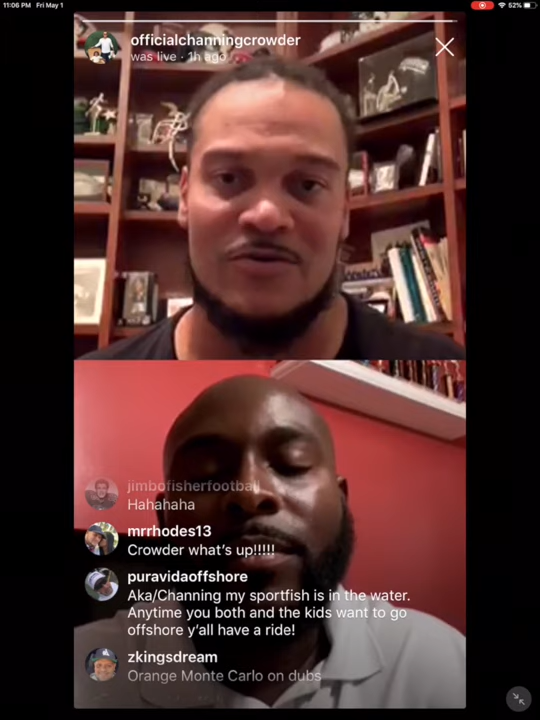 11:06 PM Fri May 1
52%
officialchanningcrowder
was live · 1h ago
jimbofisherfootball
Hahahaha
mrrhodes13
Crowder what's up!!!!!
puravidaoffshore
Aka/Channing my sportfish is in the water.
Anytime you both and the kids want to go
offshore y'all have a ride!
zkingsdream
Orange Monte Carlo on dubs